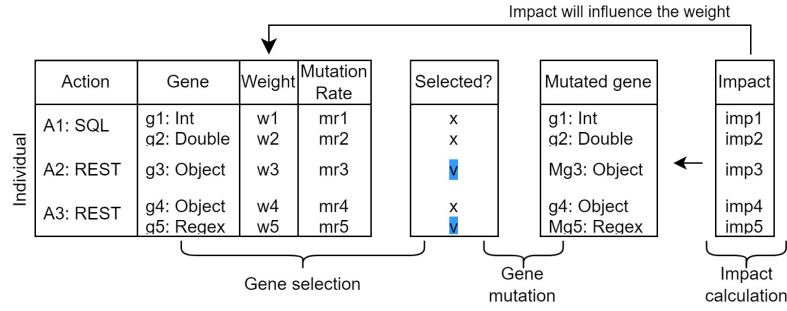 Impact will influence the weight
Action Gene Weight Mutation Rate Selected? Mutated gene Impact
Individual
A1: SQL g1: Int w1 mr1 x g1: Int imp1
g2: Double w2 mr2 x g2: Double imp2
A2: REST g3: Object w3 mr3 v Mg3: Object imp3
A3: REST g4: Object w4 mr4 x g4: Object imp4
g5: Regex w5 mr5 v Mg5: Regex imp5
Gene selection
Gene
mutation
Impact
calculation